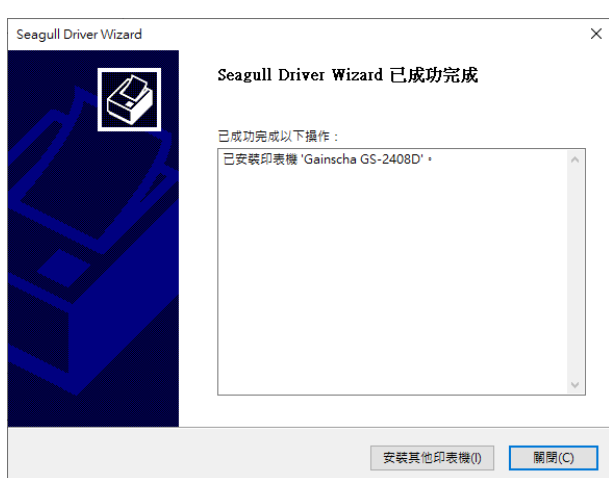 Seagull Driver Wizard
Seagull Driver Wizard 已成功完成
已成功完成以下操作：
已安裝印表機 'Gainscha GS-2408D'。
安裝其他印表機(I)
關閉(C)